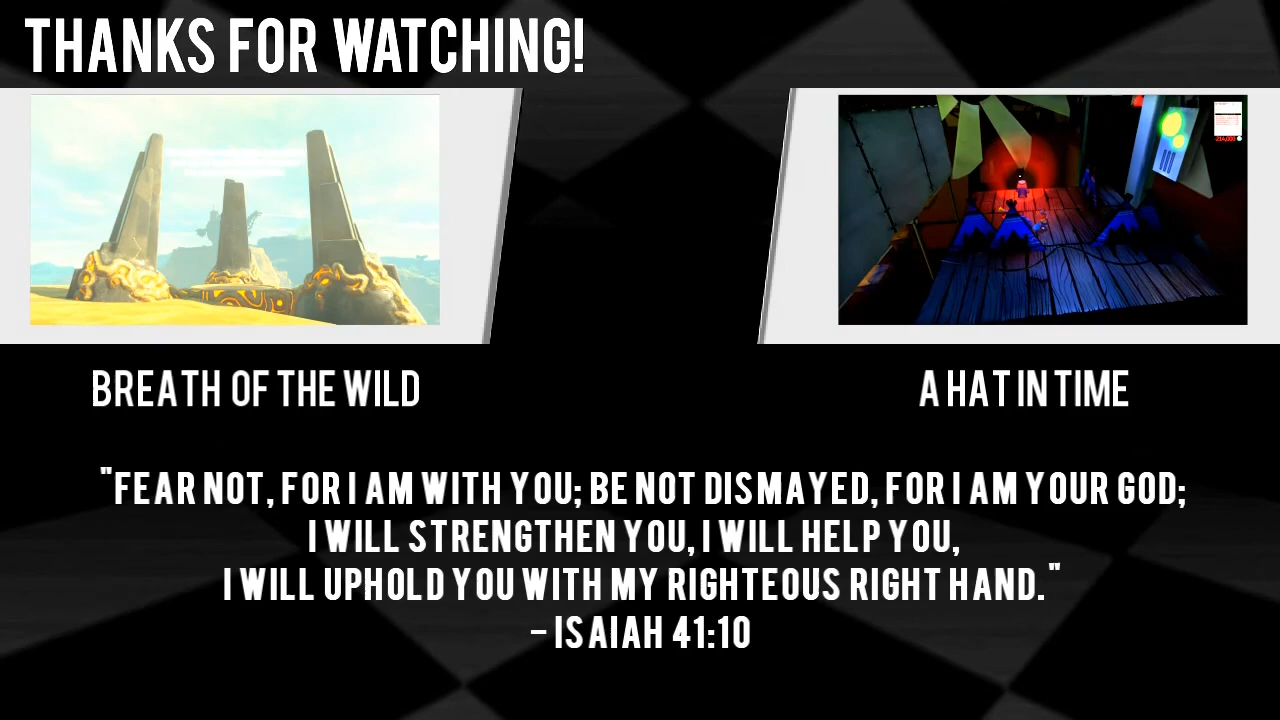 THANKS FOR WATCHING!
BREATH OF THE WILD
A HAT IN TIME
"FEAR NOT, FOR I AM WITH YOU; BE NOT DISMAYED, FOR I AM YOUR GOD;
I WILL STRENGTHEN YOU, I WILL HELP YOU,
I WILL UPHOLD YOU WITH MY RIGHTEOUS RIGHT HAND."
- ISAIAH 41:10